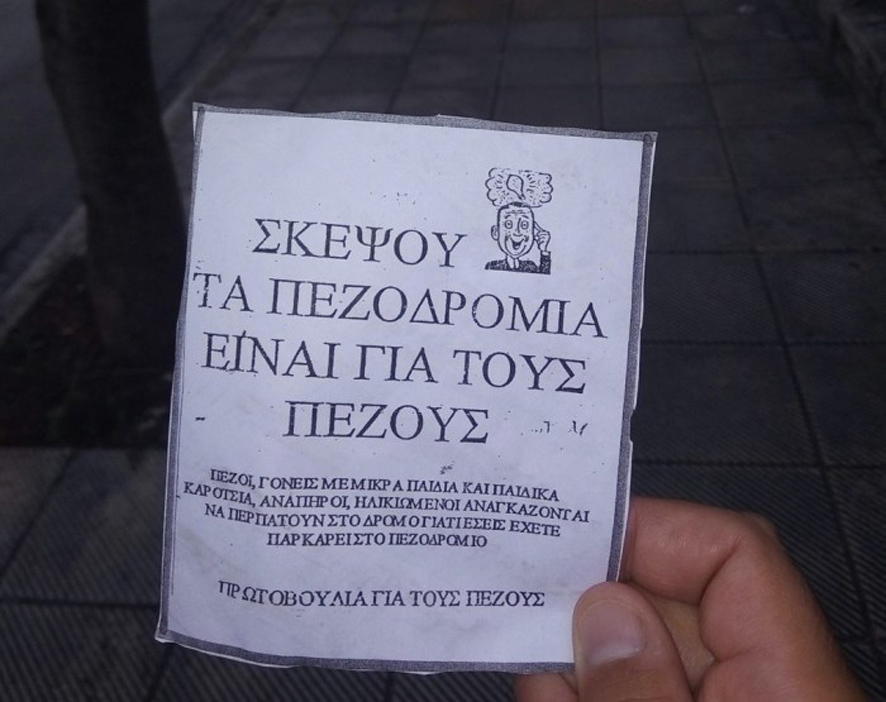 ΣΚΕΨΟΥ
ΤΑ ΠΕΖΟΔΡΟΜΙΑ
ΕΙΝΑΙ ΓΙΑ ΤΟΥΣ
ΠΕΖΟΥΣ
ΠΕΖΟΙ, ΓΟΝΕΙΣ ΜΕ ΜΙΚΡΑ ΠΑΙΔΙΑ ΚΑΙ ΠΑΙΔΙΚΑ
ΚΑΡΟΤΣΙΑ, ΑΝΑΠΗΡΟΙ, ΗΛΙΚΙΩΜΕΝΟΙ ΑΝΑΓΚΑΖΟΝΤΑΙ
ΝΑ ΠΕΡΠΑΤΟΥΝ ΣΤΟ ΔΡΟΜΟ ΓΙΑΤΙ ΕΣΕΙΣ ΕΧΕΤΕ
ΠΑΡΚΑΡΕΙ ΣΤΟ ΠΕΖΟΔΡΟΜΙΟ
ΠΡΩΤΟΒΟΥΛΙΑ ΓΙΑ ΤΟΥΣ ΠΕΖΟΥΣ